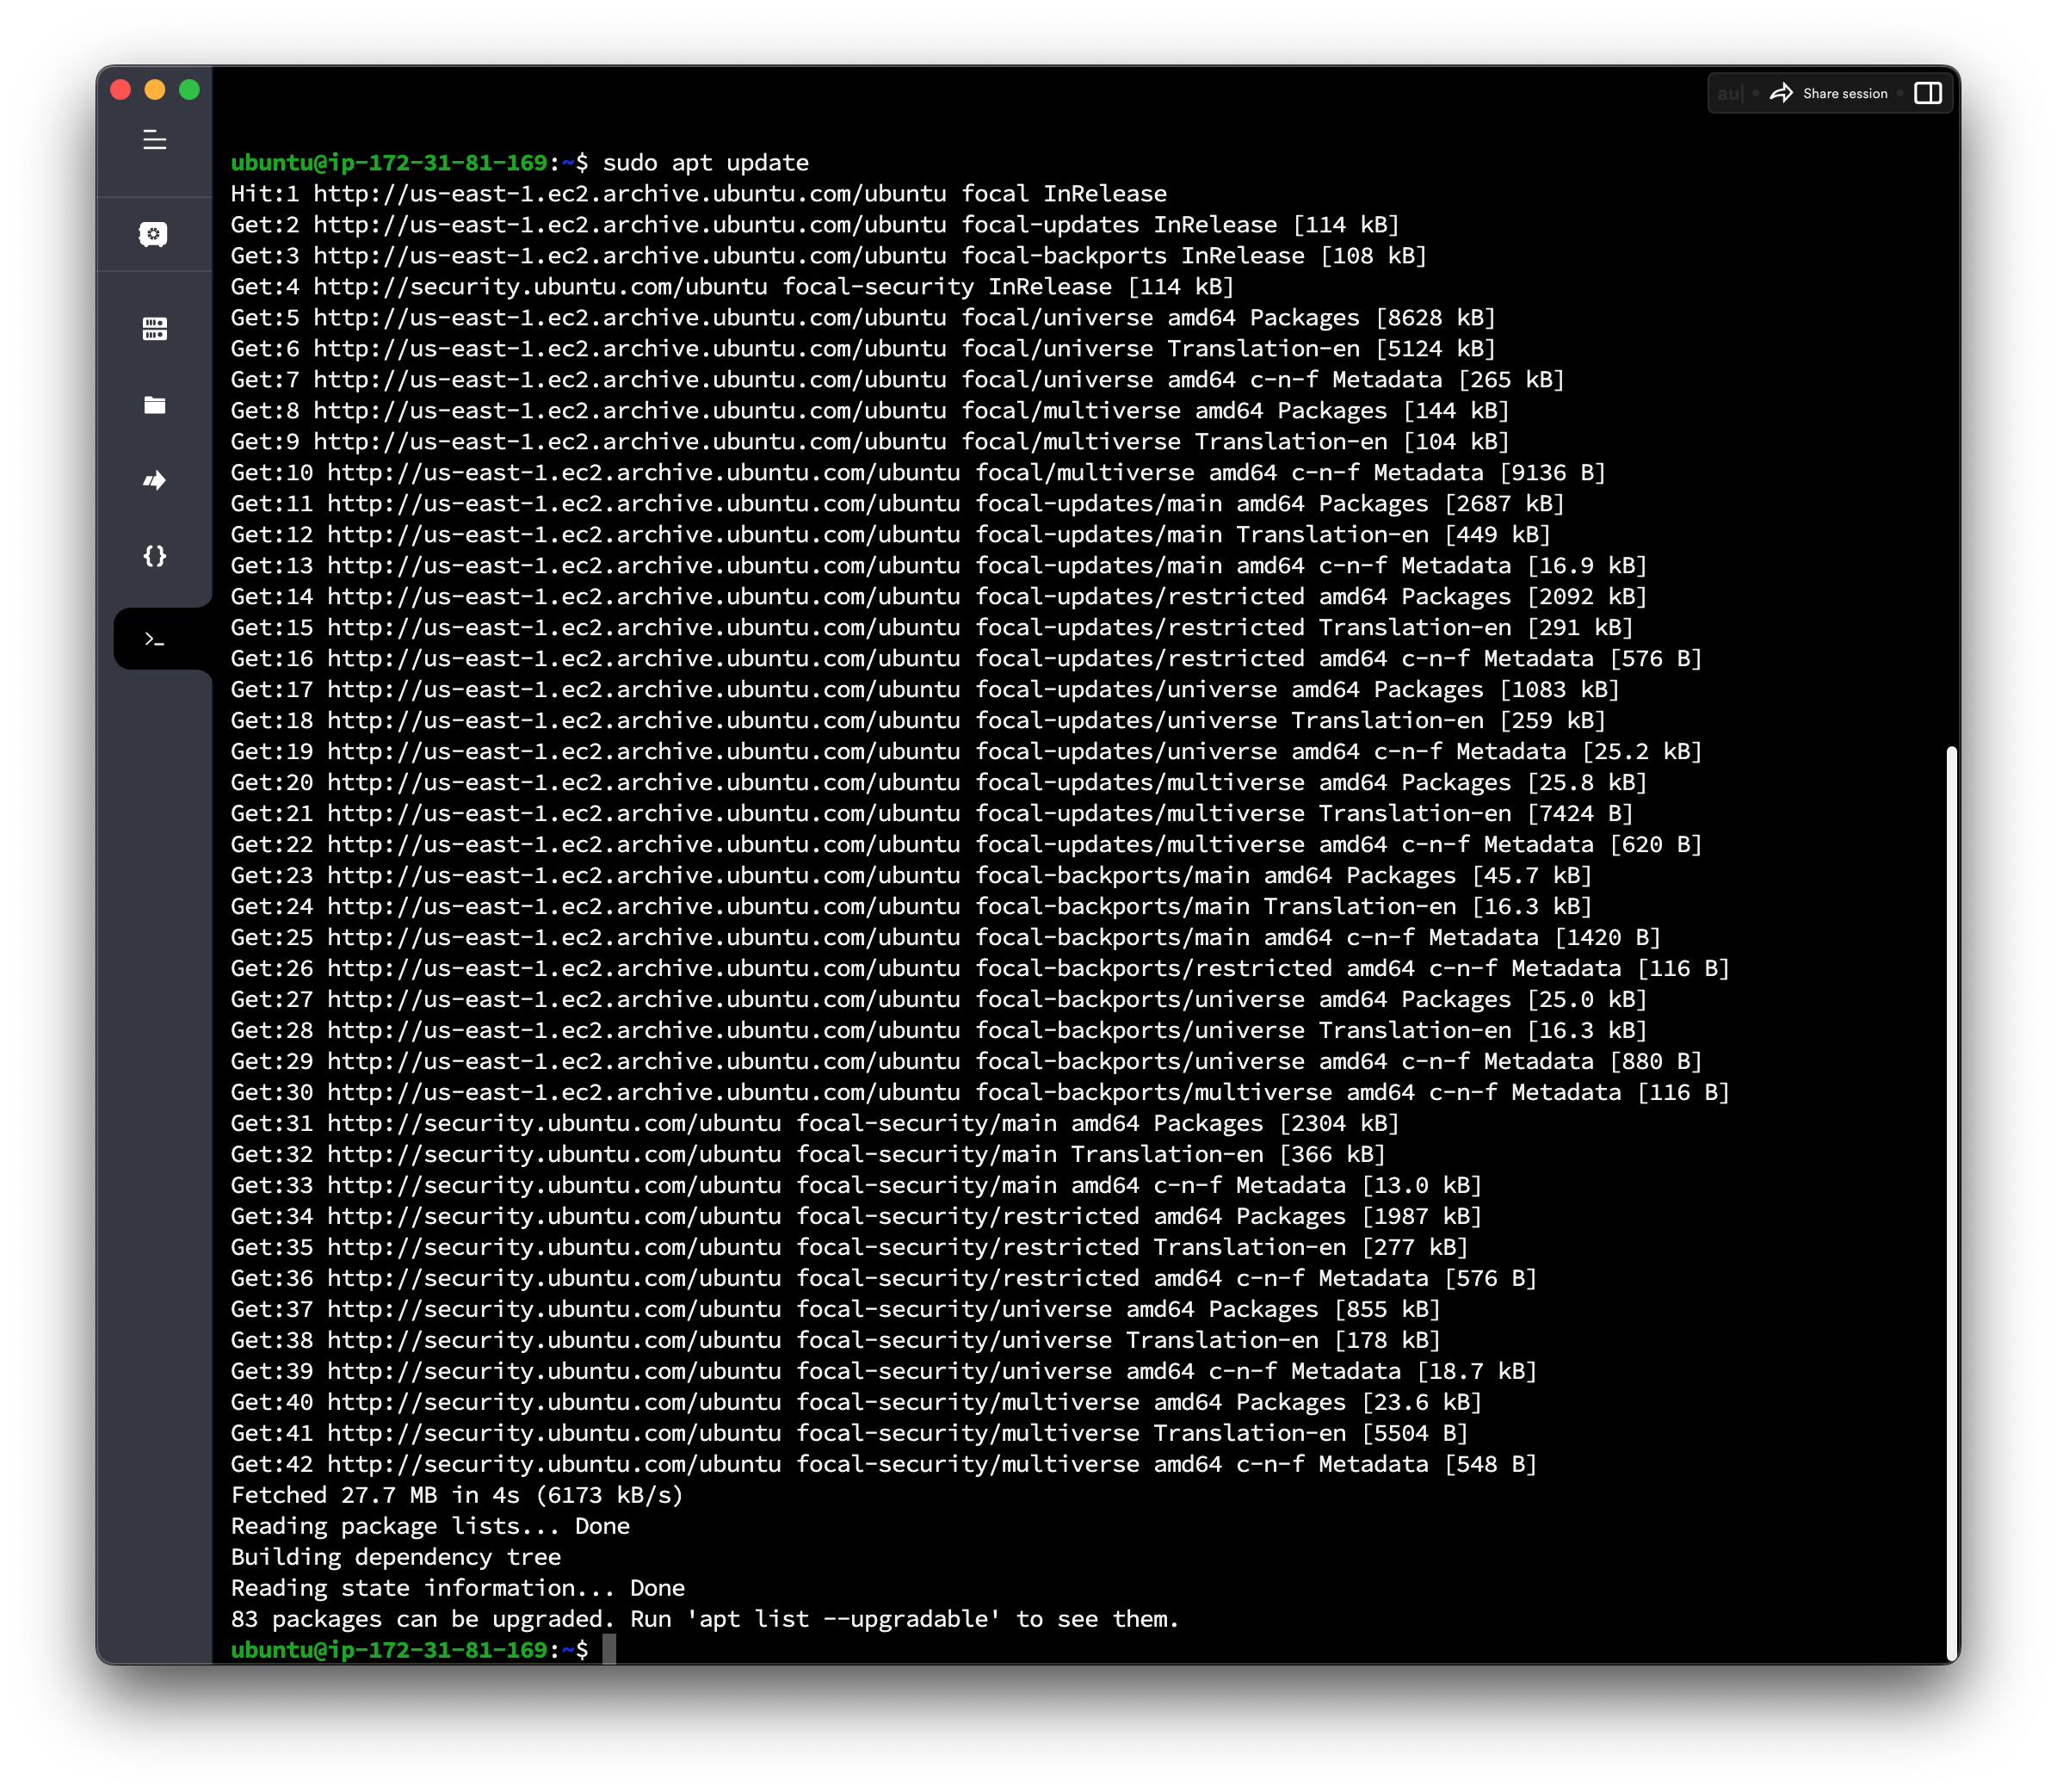 au| • Share session •
ubuntu@ip-172-31-81-169:~$ sudo apt update
Hit:1 http://us-east-1.ec2.archive.ubuntu.com/ubuntu focal InRelease
Get:2 http://us-east-1.ec2.archive.ubuntu.com/ubuntu focal-updates InRelease [114 kB]
Get:3 http://us-east-1.ec2.archive.ubuntu.com/ubuntu focal-backports InRelease [108 kB]
Get:4 http://security.ubuntu.com/ubuntu focal-security InRelease [114 kB]
Get:5 http://us-east-1.ec2.archive.ubuntu.com/ubuntu focal/universe amd64 Packages [8628 kB]
Get:6 http://us-east-1.ec2.archive.ubuntu.com/ubuntu focal/universe Translation-en [5124 kB]
Get:7 http://us-east-1.ec2.archive.ubuntu.com/ubuntu focal/universe amd64 c-n-f Metadata [265 kB]
Get:8 http://us-east-1.ec2.archive.ubuntu.com/ubuntu focal/multiverse amd64 Packages [144 kB]
Get:9 http://us-east-1.ec2.archive.ubuntu.com/ubuntu focal/multiverse Translation-en [104 kB]
Get:10 http://us-east-1.ec2.archive.ubuntu.com/ubuntu focal/multiverse amd64 c-n-f Metadata [9136 B]
Get:11 http://us-east-1.ec2.archive.ubuntu.com/ubuntu focal-updates/main amd64 Packages [2687 kB]
Get:12 http://us-east-1.ec2.archive.ubuntu.com/ubuntu focal-updates/main Translation-en [449 kB]
Get:13 http://us-east-1.ec2.archive.ubuntu.com/ubuntu focal-updates/main amd64 c-n-f Metadata [16.9 kB]
Get:14 http://us-east-1.ec2.archive.ubuntu.com/ubuntu focal-updates/restricted amd64 Packages [2092 kB]
Get:15 http://us-east-1.ec2.archive.ubuntu.com/ubuntu focal-updates/restricted Translation-en [291 kB]
Get:16 http://us-east-1.ec2.archive.ubuntu.com/ubuntu focal-updates/restricted amd64 c-n-f Metadata [576 B]
Get:17 http://us-east-1.ec2.archive.ubuntu.com/ubuntu focal-updates/universe amd64 Packages [1083 kB]
Get:18 http://us-east-1.ec2.archive.ubuntu.com/ubuntu focal-updates/universe Translation-en [259 kB]
Get:19 http://us-east-1.ec2.archive.ubuntu.com/ubuntu focal-updates/universe amd64 c-n-f Metadata [25.2 kB]
Get:20 http://us-east-1.ec2.archive.ubuntu.com/ubuntu focal-updates/multiverse amd64 Packages [25.8 kB]
Get:21 http://us-east-1.ec2.archive.ubuntu.com/ubuntu focal-updates/multiverse Translation-en [7424 B]
Get:22 http://us-east-1.ec2.archive.ubuntu.com/ubuntu focal-updates/multiverse amd64 c-n-f Metadata [620 B]
Get:23 http://us-east-1.ec2.archive.ubuntu.com/ubuntu focal-backports/main amd64 Packages [45.7 kB]
Get:24 http://us-east-1.ec2.archive.ubuntu.com/ubuntu focal-backports/main Translation-en [16.3 kB]
Get:25 http://us-east-1.ec2.archive.ubuntu.com/ubuntu focal-backports/main amd64 c-n-f Metadata [1420 B]
Get:26 http://us-east-1.ec2.archive.ubuntu.com/ubuntu focal-backports/restricted amd64 c-n-f Metadata [116 B]
Get:27 http://us-east-1.ec2.archive.ubuntu.com/ubuntu focal-backports/universe amd64 Packages [25.0 kB]
Get:28 http://us-east-1.ec2.archive.ubuntu.com/ubuntu focal-backports/universe Translation-en [16.3 kB]
Get:29 http://us-east-1.ec2.archive.ubuntu.com/ubuntu focal-backports/universe amd64 c-n-f Metadata [880 B]
Get:30 http://us-east-1.ec2.archive.ubuntu.com/ubuntu focal-backports/multiverse amd64 c-n-f Metadata [116 B]
Get:31 http://security.ubuntu.com/ubuntu focal-security/main amd64 Packages [2304 kB]
Get:32 http://security.ubuntu.com/ubuntu focal-security/main Translation-en [366 kB]
Get:33 http://security.ubuntu.com/ubuntu focal-security/main amd64 c-n-f Metadata [13.0 kB]
Get:34 http://security.ubuntu.com/ubuntu focal-security/restricted amd64 Packages [1987 kB]
Get:35 http://security.ubuntu.com/ubuntu focal-security/restricted Translation-en [277 kB]
Get:36 http://security.ubuntu.com/ubuntu focal-security/restricted amd64 c-n-f Metadata [576 B]
Get:37 http://security.ubuntu.com/ubuntu focal-security/universe amd64 Packages [855 kB]
Get:38 http://security.ubuntu.com/ubuntu focal-security/universe Translation-en [178 kB]
Get:39 http://security.ubuntu.com/ubuntu focal-security/universe amd64 c-n-f Metadata [18.7 kB]
Get:40 http://security.ubuntu.com/ubuntu focal-security/multiverse amd64 Packages [23.6 kB]
Get:41 http://security.ubuntu.com/ubuntu focal-security/multiverse Translation-en [5504 B]
Get:42 http://security.ubuntu.com/ubuntu focal-security/multiverse amd64 c-n-f Metadata [548 B]
Fetched 27.7 MB in 4s (6173 kB/s)
Reading package lists... Done
Building dependency tree
Reading state information... Done
83 packages can be upgraded. Run 'apt list --upgradable' to see them.
ubuntu@ip-172-31-81-169:~$